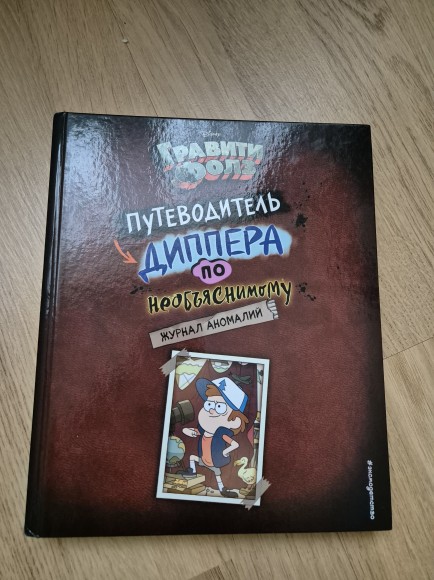 Disney
ГРАВИТИ
ФОЛЗ
ПУТЕВОДИТЕЛЬ
ДИППЕРА
ПО
необъяснимому
ЖУРНАЛ АНОМАЛИЙ
#эксмодетство